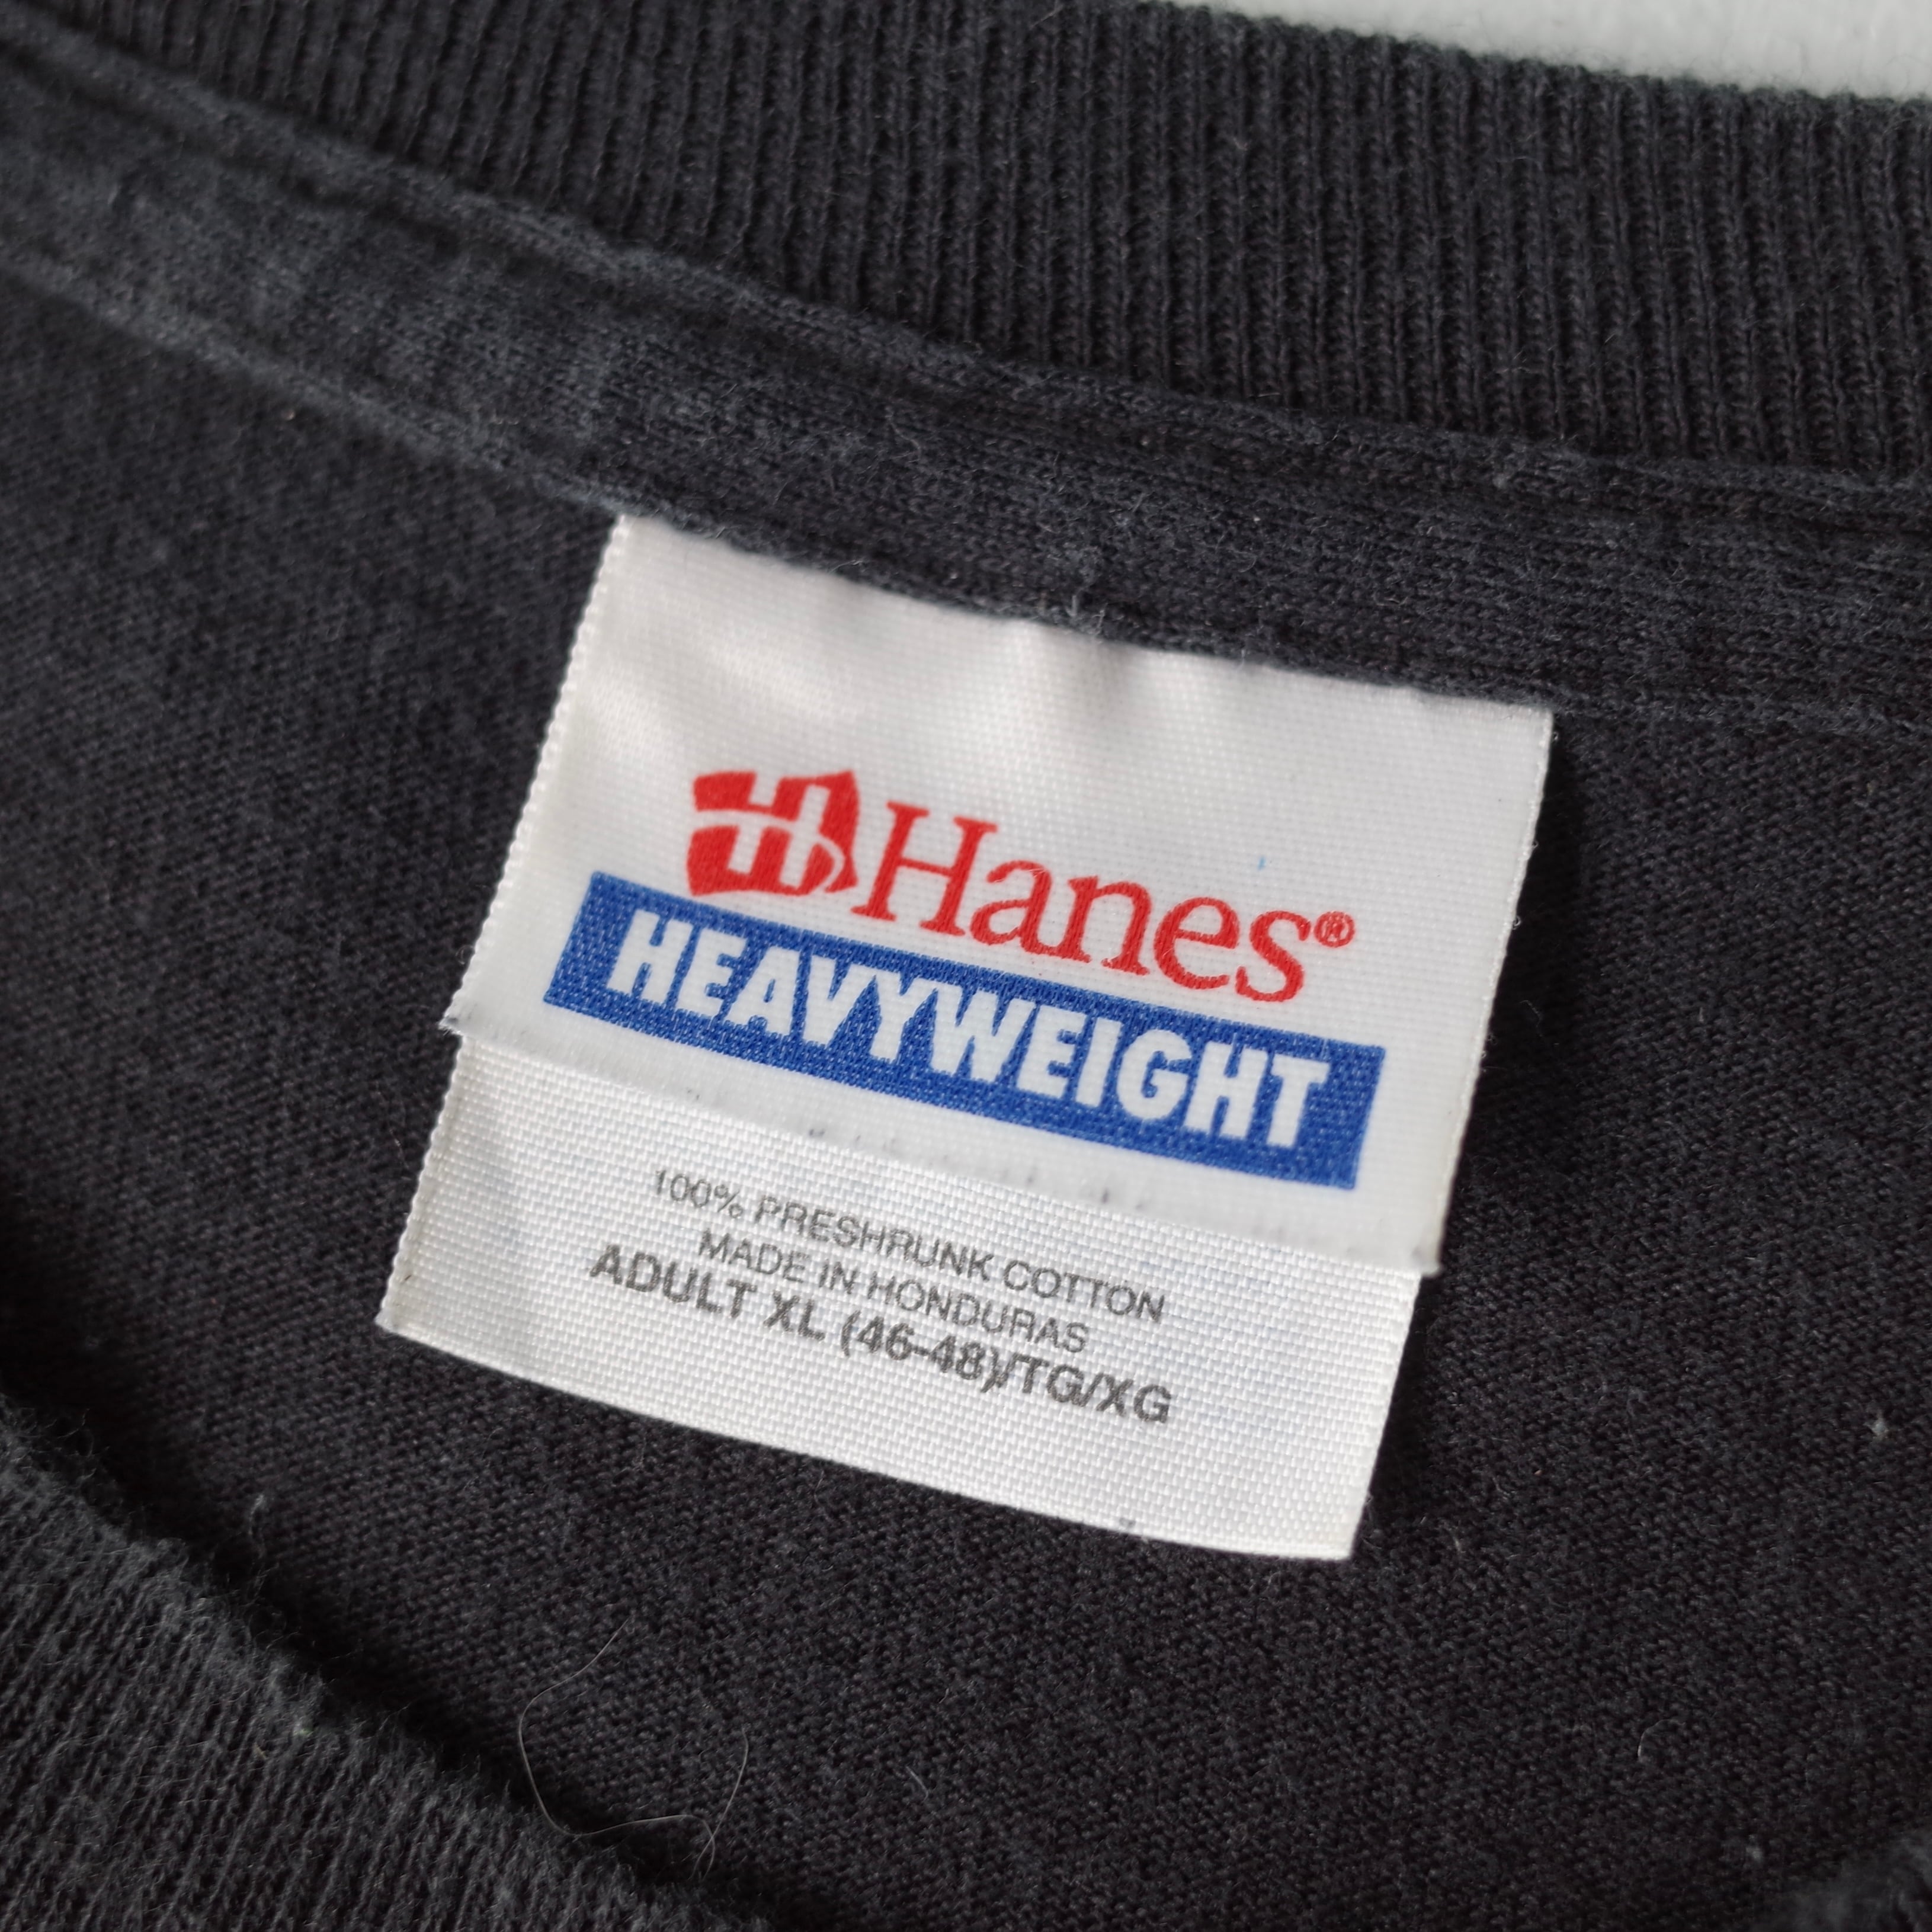 Hanes®
HEAVYWEIGHT
100% PRESHRUNK COTTON
MADE IN HONDURAS
ADULT XL (46-48)/TG/XG